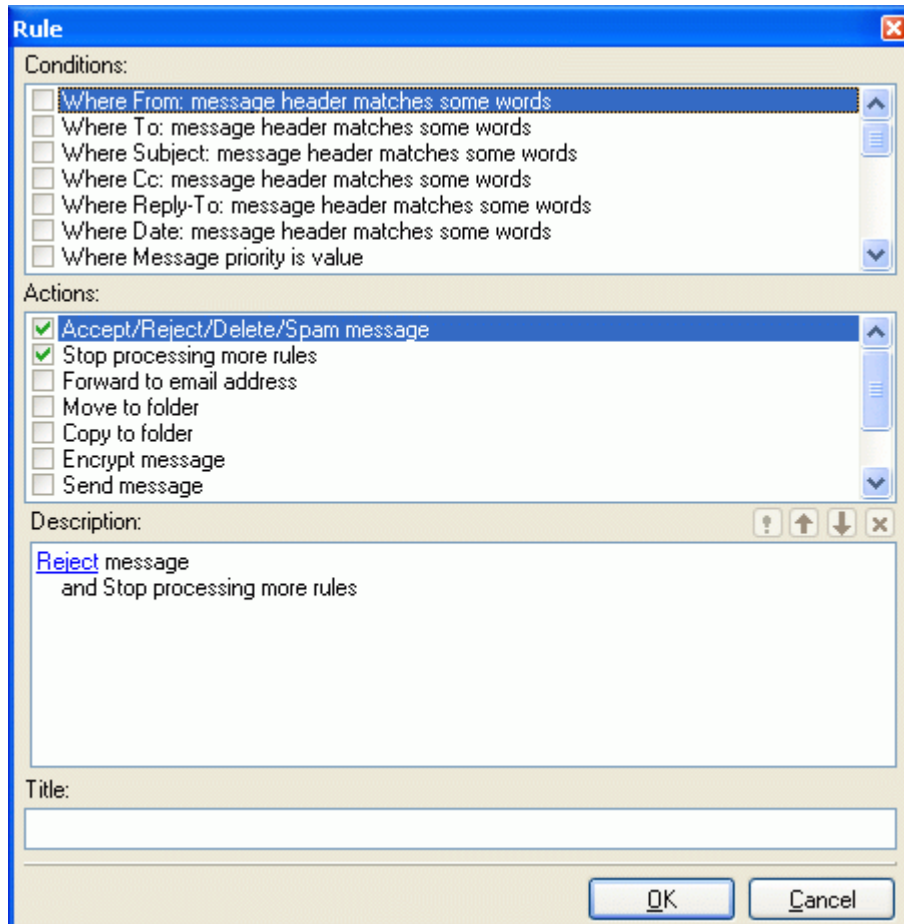 Rule
Conditions:
Where From: message header matches some words
Where To: message header matches some words
Where Subject: message header matches some words
Where Cc: message header matches some words
Where Reply-To: message header matches some words
Where Date: message header matches some words
Where Message priority is value
Actions:
Accept/Reject/Delete/Spam message
Stop processing more rules
Forward to email address
Move to folder
Copy to folder
Encrypt message
Send message
Description:
Reject message
and Stop processing more rules
Title:
OK Cancel